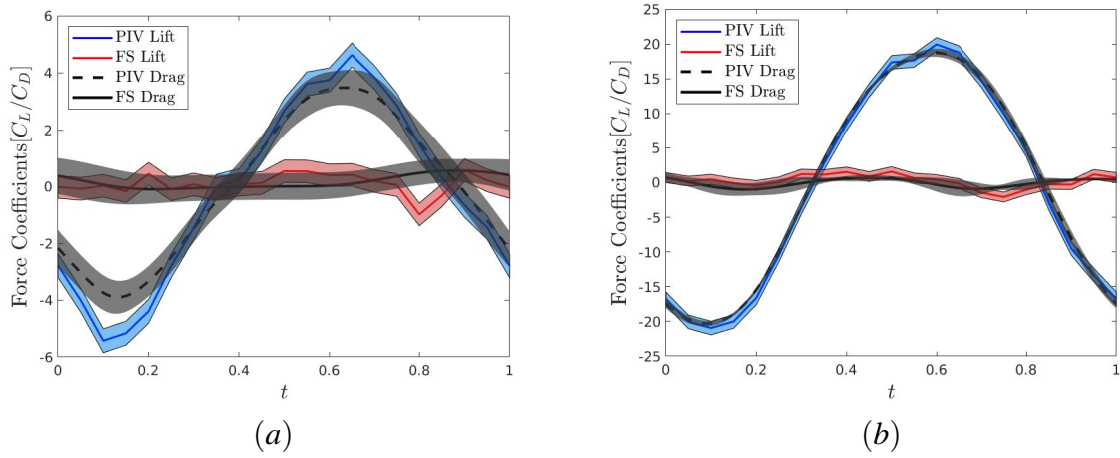 6
4
2
0
-2
-4
-6
Force Coefficients[C_L/C_D]
PIV Lift
FS Lift
PIV Drag
FS Drag
0 0.2 0.4 0.6 0.8 1
t
(a)
25
20
15
10
5
0
-5
-10
-15
-20
-25
Force Coefficients[C_L/C_D]
PIV Lift
FS Lift
PIV Drag
FS Drag
0 0.2 0.4 0.6 0.8 1
t
(b)